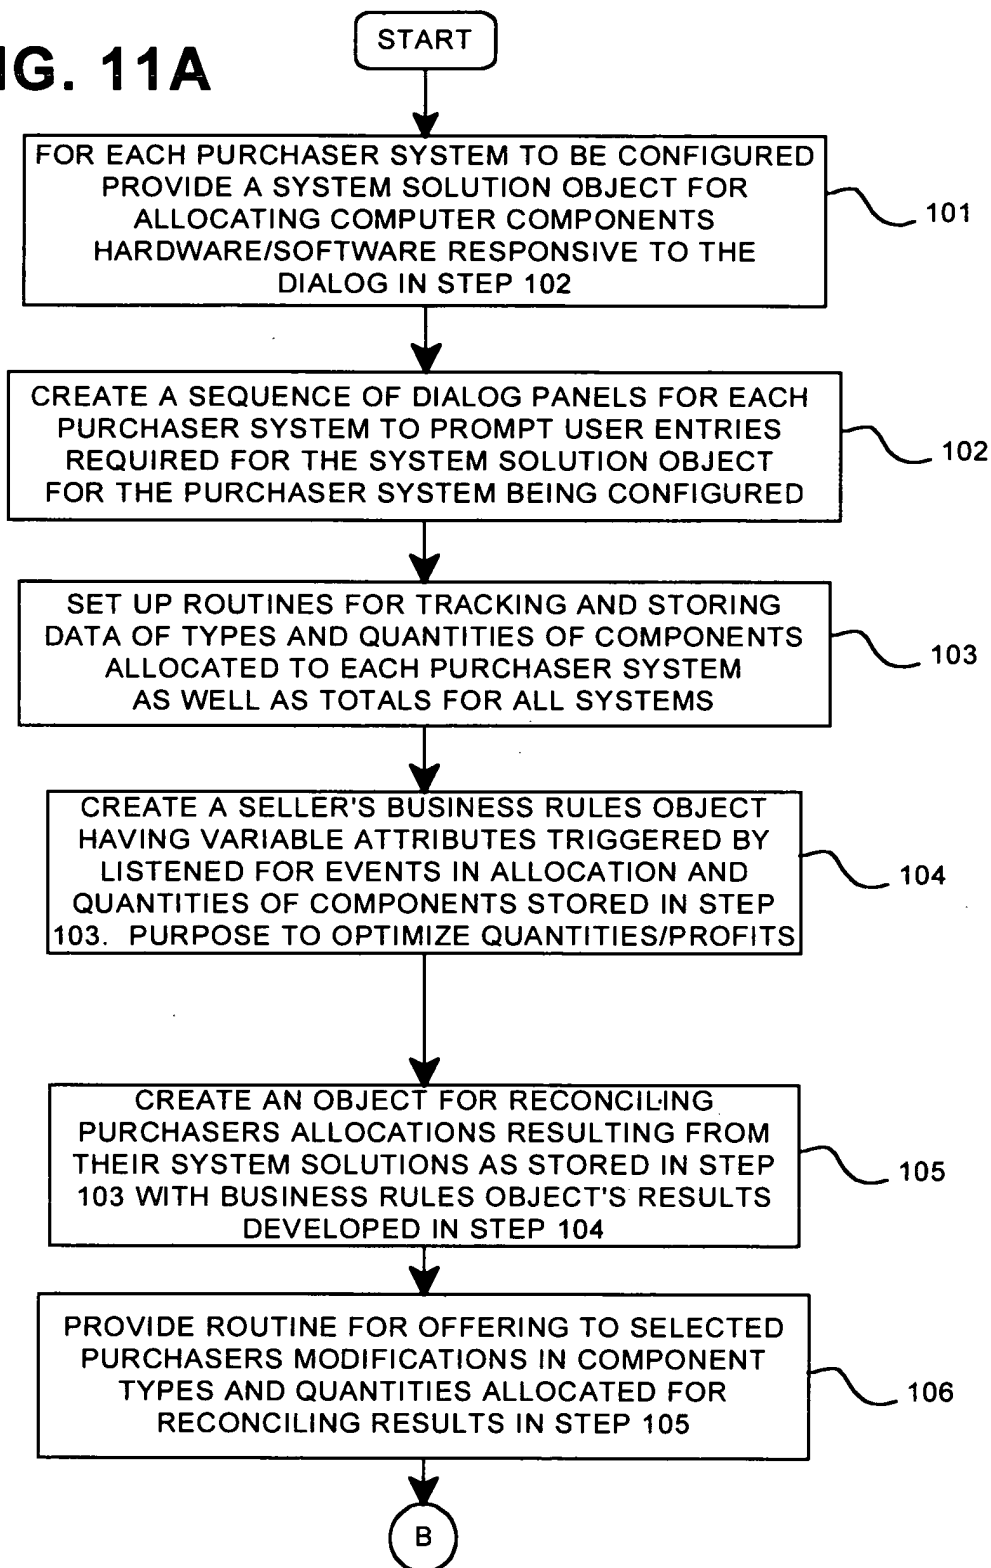 IG. 11A
START
FOR EACH PURCHASER SYSTEM TO BE CONFIGURED
PROVIDE A SYSTEM SOLUTION OBJECT FOR
ALLOCATING COMPUTER COMPONENTS
HARDWARE/SOFTWARE RESPONSIVE TO THE
DIALOG IN STEP 102
101
CREATE A SEQUENCE OF DIALOG PANELS FOR EACH
PURCHASER SYSTEM TO PROMPT USER ENTRIES
REQUIRED FOR THE SYSTEM SOLUTION OBJECT
FOR THE PURCHASER SYSTEM BEING CONFIGURED
102
SET UP ROUTINES FOR TRACKING AND STORING
DATA OF TYPES AND QUANTITIES OF COMPONENTS
ALLOCATED TO EACH PURCHASER SYSTEM
AS WELL AS TOTALS FOR ALL SYSTEMS
103
CREATE A SELLER'S BUSINESS RULES OBJECT
HAVING VARIABLE ATTRIBUTES TRIGGERED BY
LISTENED FOR EVENTS IN ALLOCATION AND
QUANTITIES OF COMPONENTS STORED IN STEP
103. PURPOSE TO OPTIMIZE QUANTITIES/PROFITS
104
CREATE AN OBJECT FOR RECONCILING
PURCHASERS ALLOCATIONS RESULTING FROM
THEIR SYSTEM SOLUTIONS AS STORED IN STEP
103 WITH BUSINESS RULES OBJECT'S RESULTS
DEVELOPED IN STEP 104
105
PROVIDE ROUTINE FOR OFFERING TO SELECTED
PURCHASERS MODIFICATIONS IN COMPONENT
TYPES AND QUANTITIES ALLOCATED FOR
RECONCILING RESULTS IN STEP 105
106
B